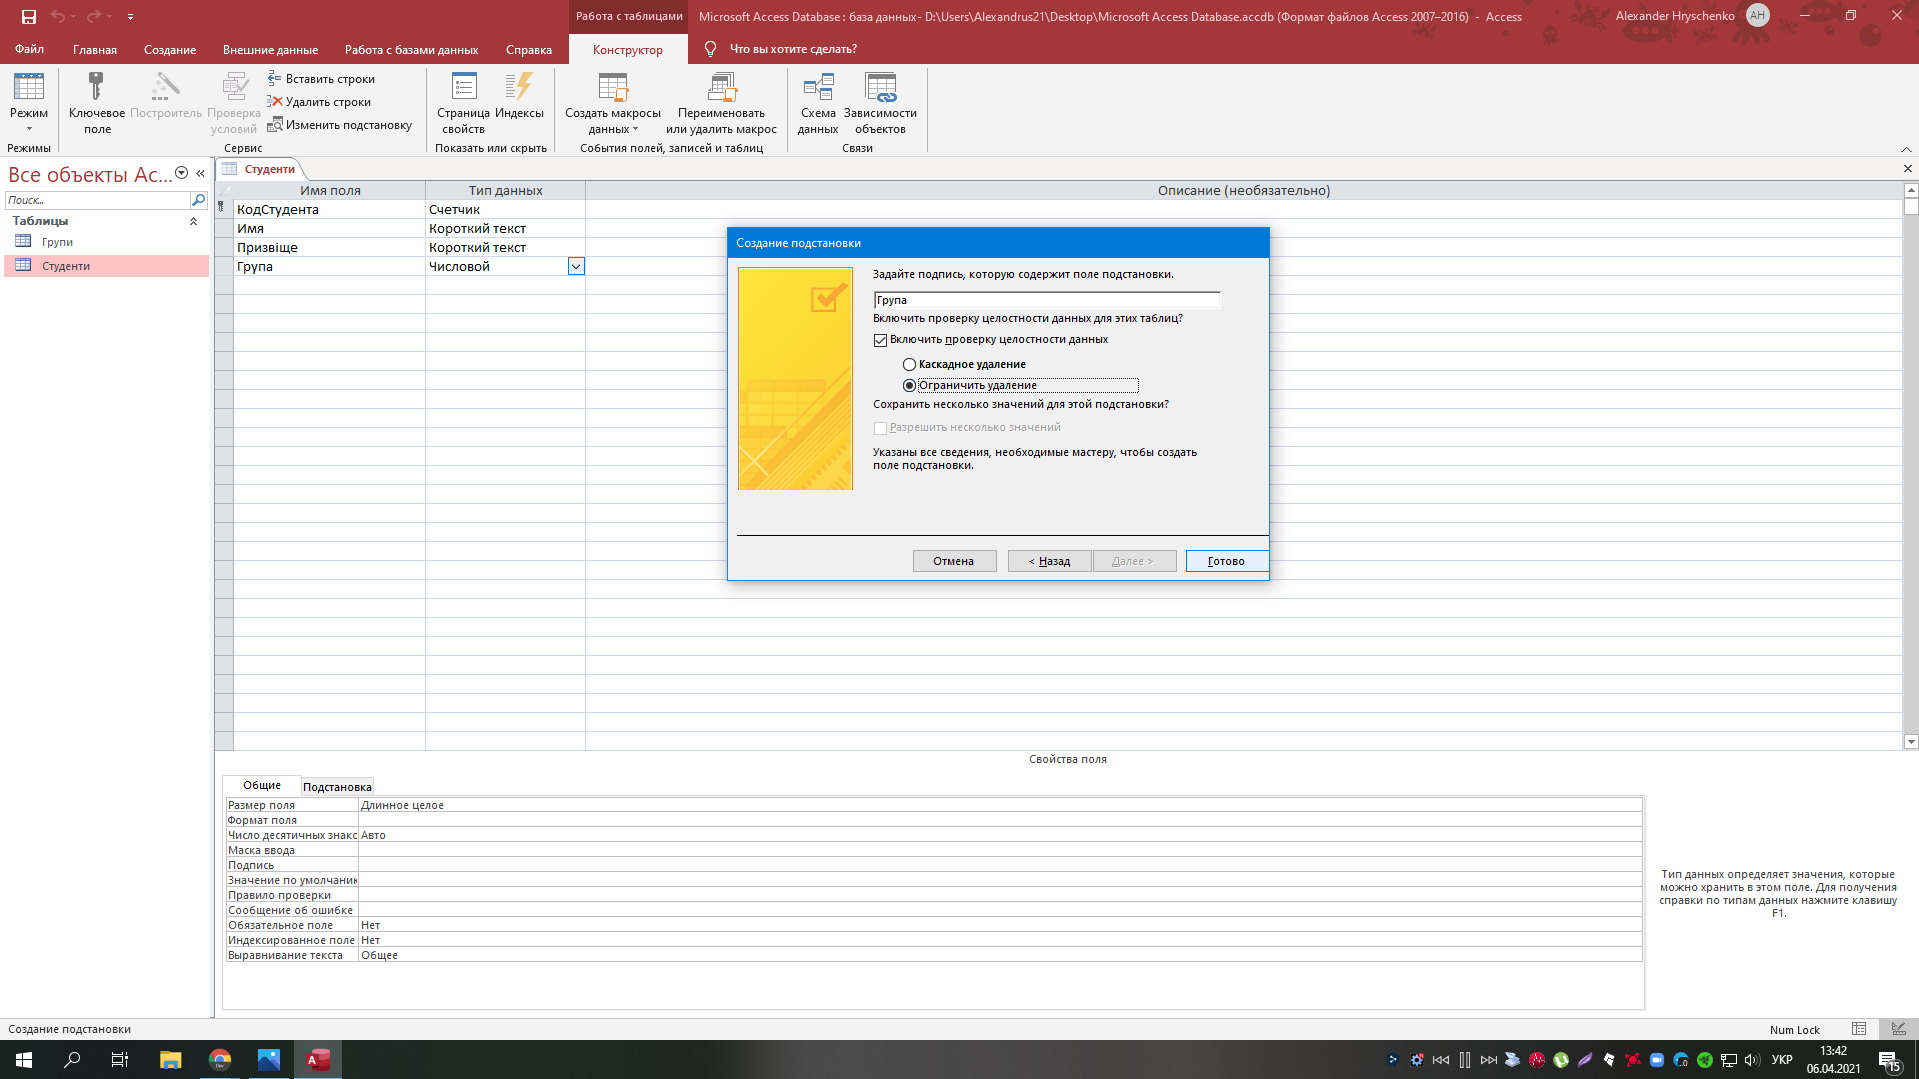 Работа с таблицами
Microsoft Access Database : база данных- D:\Users\Alexandrus21\Desktop\Microsoft Access Database.accdb (Формат файлов Access 2007–2016) - Access
Alexander Hryschenko
AH
Файл
Главная
Создание
Внешние данные
Работа с базами данных
Справка
Конструктор
Что вы хотите сделать?
Режим
Ключевое поле
Построитель
Проверка условий
Вставить строки
Удалить строки
Изменить подстановку
Страница свойств
Индексы
Создать макросы данных
Переименовать или удалить макрос
Схема данных
Зависимости объектов
Режимы
Сервис
Показать или скрыть
События полей, записей и таблиц
Связи
Все объекты Ac...
Поиск...
Таблицы
Групи
Студенти
Студенти
Имя поля
Тип данных
Описание (необязательно)
КодСтудента
Счетчик
Имя
Короткий текст
Призвіще
Короткий текст
Група
Числовой
Создание подстановки
Задайте подпись, которую содержит поле подстановки.
Група
Включить проверку целостности данных для этих таблиц?
Включить проверку целостности данных
Каскадное удаление
Ограничить удаление
Сохранить несколько значений для этой подстановки?
Разрешить несколько значений
Указаны все сведения, необходимые мастеру, чтобы создать
поле подстановки.
Отмена
< Назад
Далее >
Готово
Свойства поля
Общие
Подстановка
Размер поля
Длинное целое
Формат поля
Число десятичных знако
Авто
Маска ввода
Подпись
Значение по умолчани
Правило проверки
Сообщение об ошибке
Обязательное поле
Нет
Индексированное поле
Нет
Выравнивание текста
Общее
Тип данных определяет значения, которые
можно хранить в этом поле. Для получения
справки по типам данных нажмите клавишу
F1.
Создание подстановки
Num Lock
УКР
13:42
06.04.2021
15